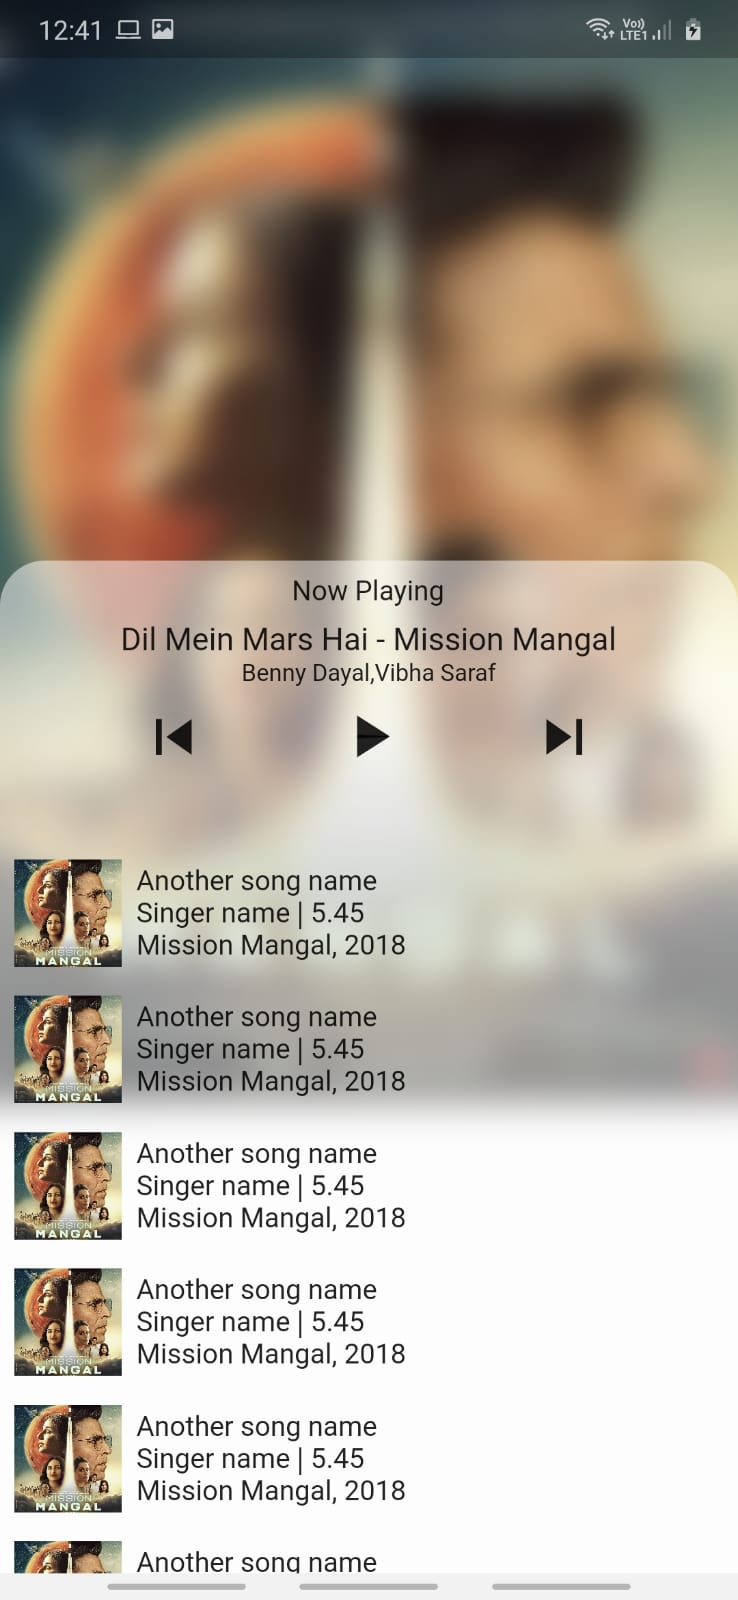 12:41
Vo))
LTE1
Now Playing
Dil Mein Mars Hai - Mission Mangal
Benny Dayal,Vibha Saraf
Another song name
Singer name | 5.45
Mission Mangal, 2018
MISSION
MANGAL
Another song name
Singer name | 5.45
Mission Mangal, 2018
MISSION
MANGAL
Another song name
Singer name | 5.45
Mission Mangal, 2018
MISSION
MANGAL
Another song name
Singer name | 5.45
Mission Mangal, 2018
MISSION
MANGAL
Another song name
Singer name | 5.45
Mission Mangal, 2018
MISSION
MANGAL
Another song name